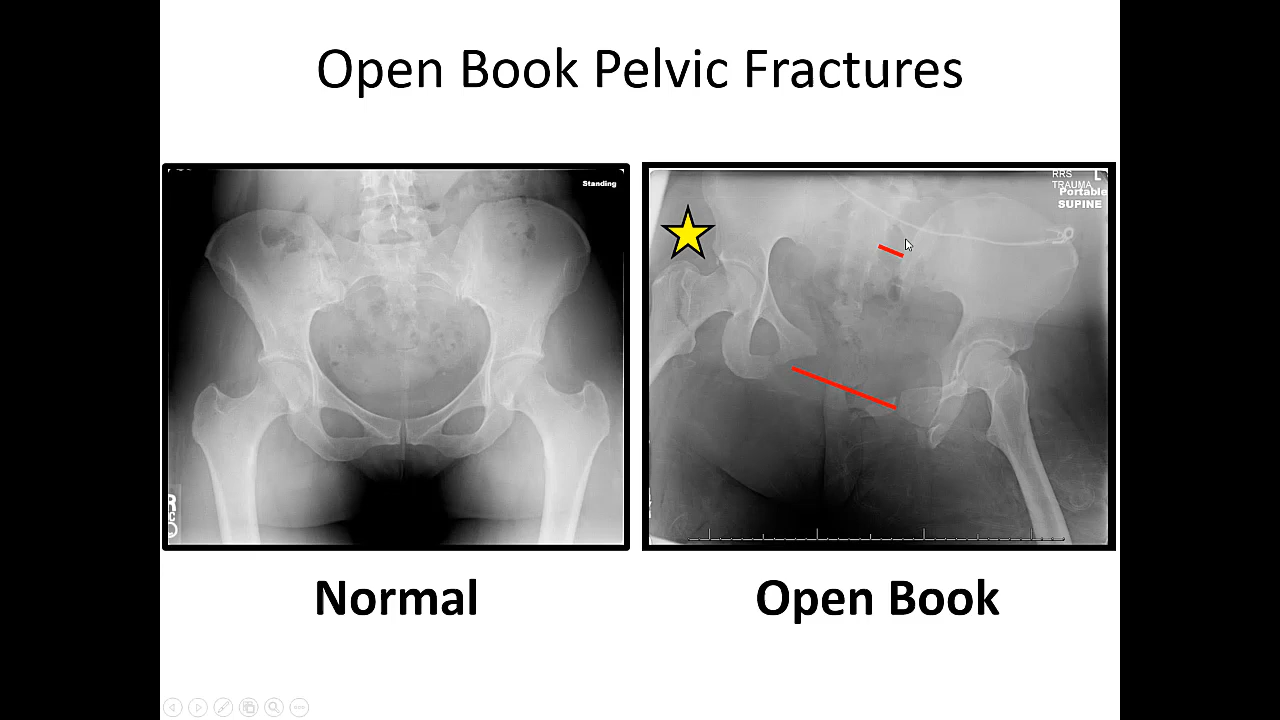 Open Book Pelvic Fractures
Standing
RRS L
TRAUMA
Portable
SUPINE
Normal
Open Book